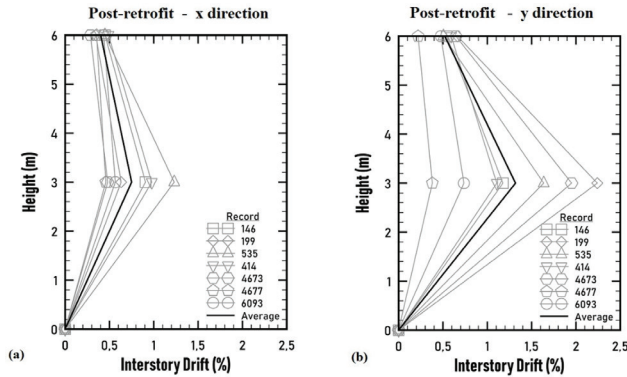 Post-retrofit - x direction
6
5
4
3
2
1
0
Height (m)
Record
146
199
535
414
4673
4677
6093
Average
0 0,5 1 1,5 2 2,5
(a) Interstory Drift (%)
Post-retrofit - y direction
6
5
4
3
2
1
0
Height (m)
Record
146
199
535
414
4673
4677
6093
Average
0 0,5 1 1,5 2 2,5
(b) Interstory Drift (%)